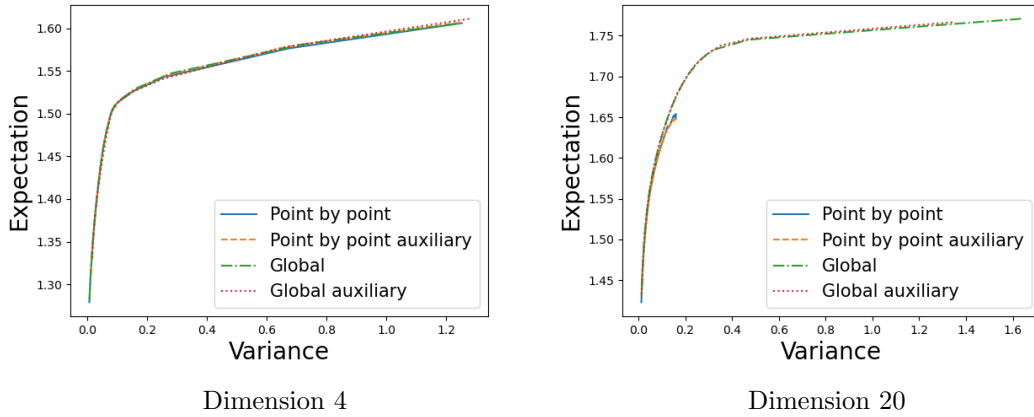 1.60
1.55
1.50
1.45
1.40
1.35
1.30
Expectation
0.0 0.2 0.4 0.6 0.8 1.0 1.2
Variance
Point by point
Point by point auxiliary
Global
Global auxiliary
Dimension 4
1.75
1.70
1.65
1.60
1.55
1.50
1.45
Expectation
0.0 0.2 0.4 0.6 0.8 1.0 1.2 1.4 1.6
Variance
Point by point
Point by point auxiliary
Global
Global auxiliary
Dimension 20